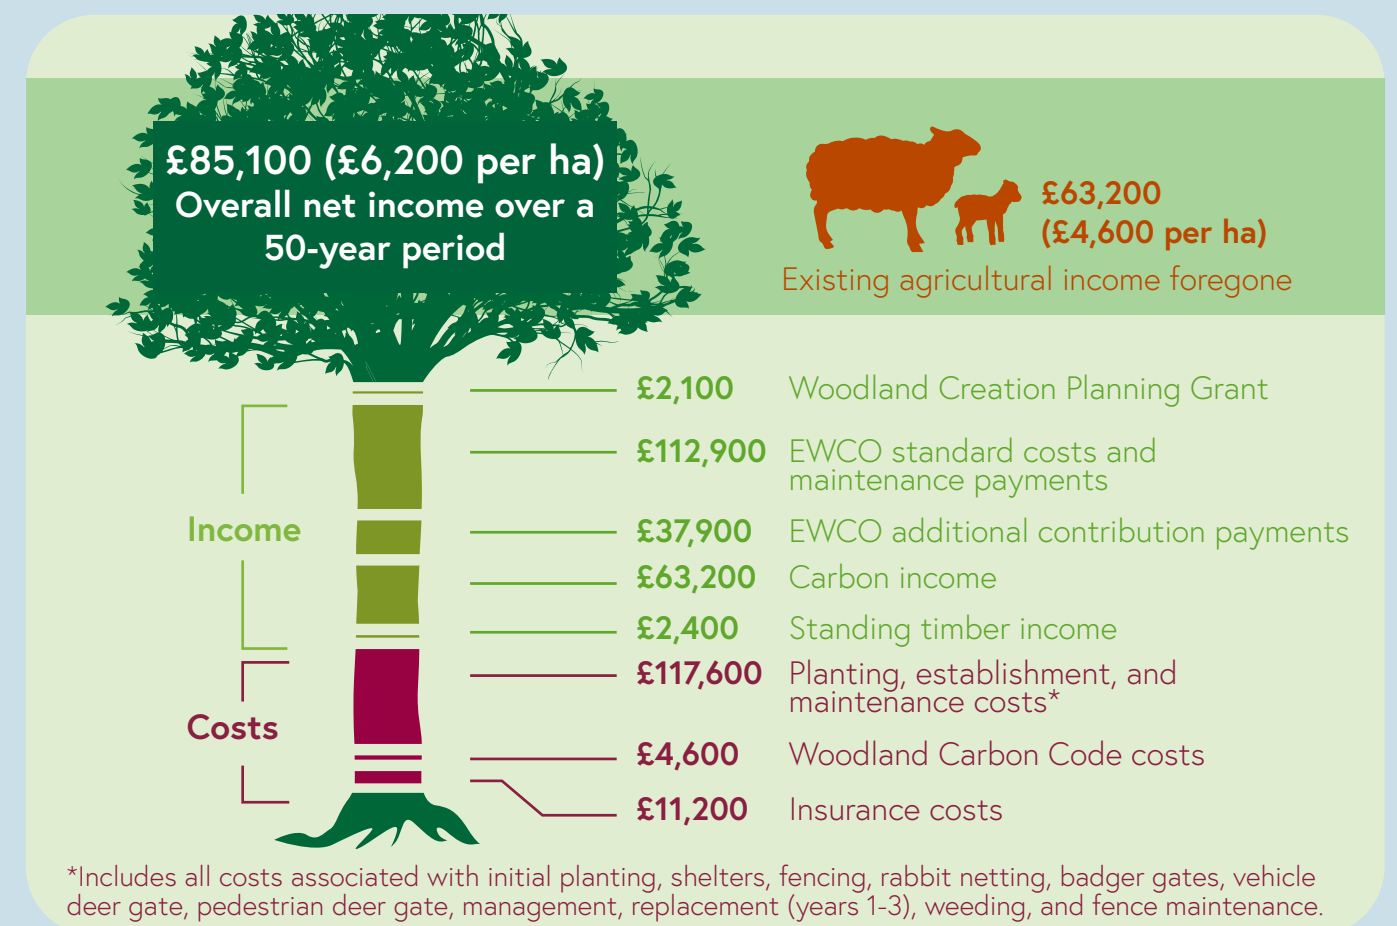 £85,100 (£6,200 per ha)
Overall net income over a
50-year period
£63,200
(£4,600 per ha)
Existing agricultural income foregone
£2,100 Woodland Creation Planning Grant
£112,900 EWCO standard costs and
maintenance payments
Income
£37,900 EWCO additional contribution payments
£63,200 Carbon income
£2,400 Standing timber income
£117,600 Planting, establishment, and
maintenance costs*
Costs
£4,600 Woodland Carbon Code costs
£11,200 Insurance costs
*Includes all costs associated with initial planting, shelters, fencing, rabbit netting, badger gates, vehicle
deer gate, pedestrian deer gate, management, replacement (years 1-3), weeding, and fence maintenance.